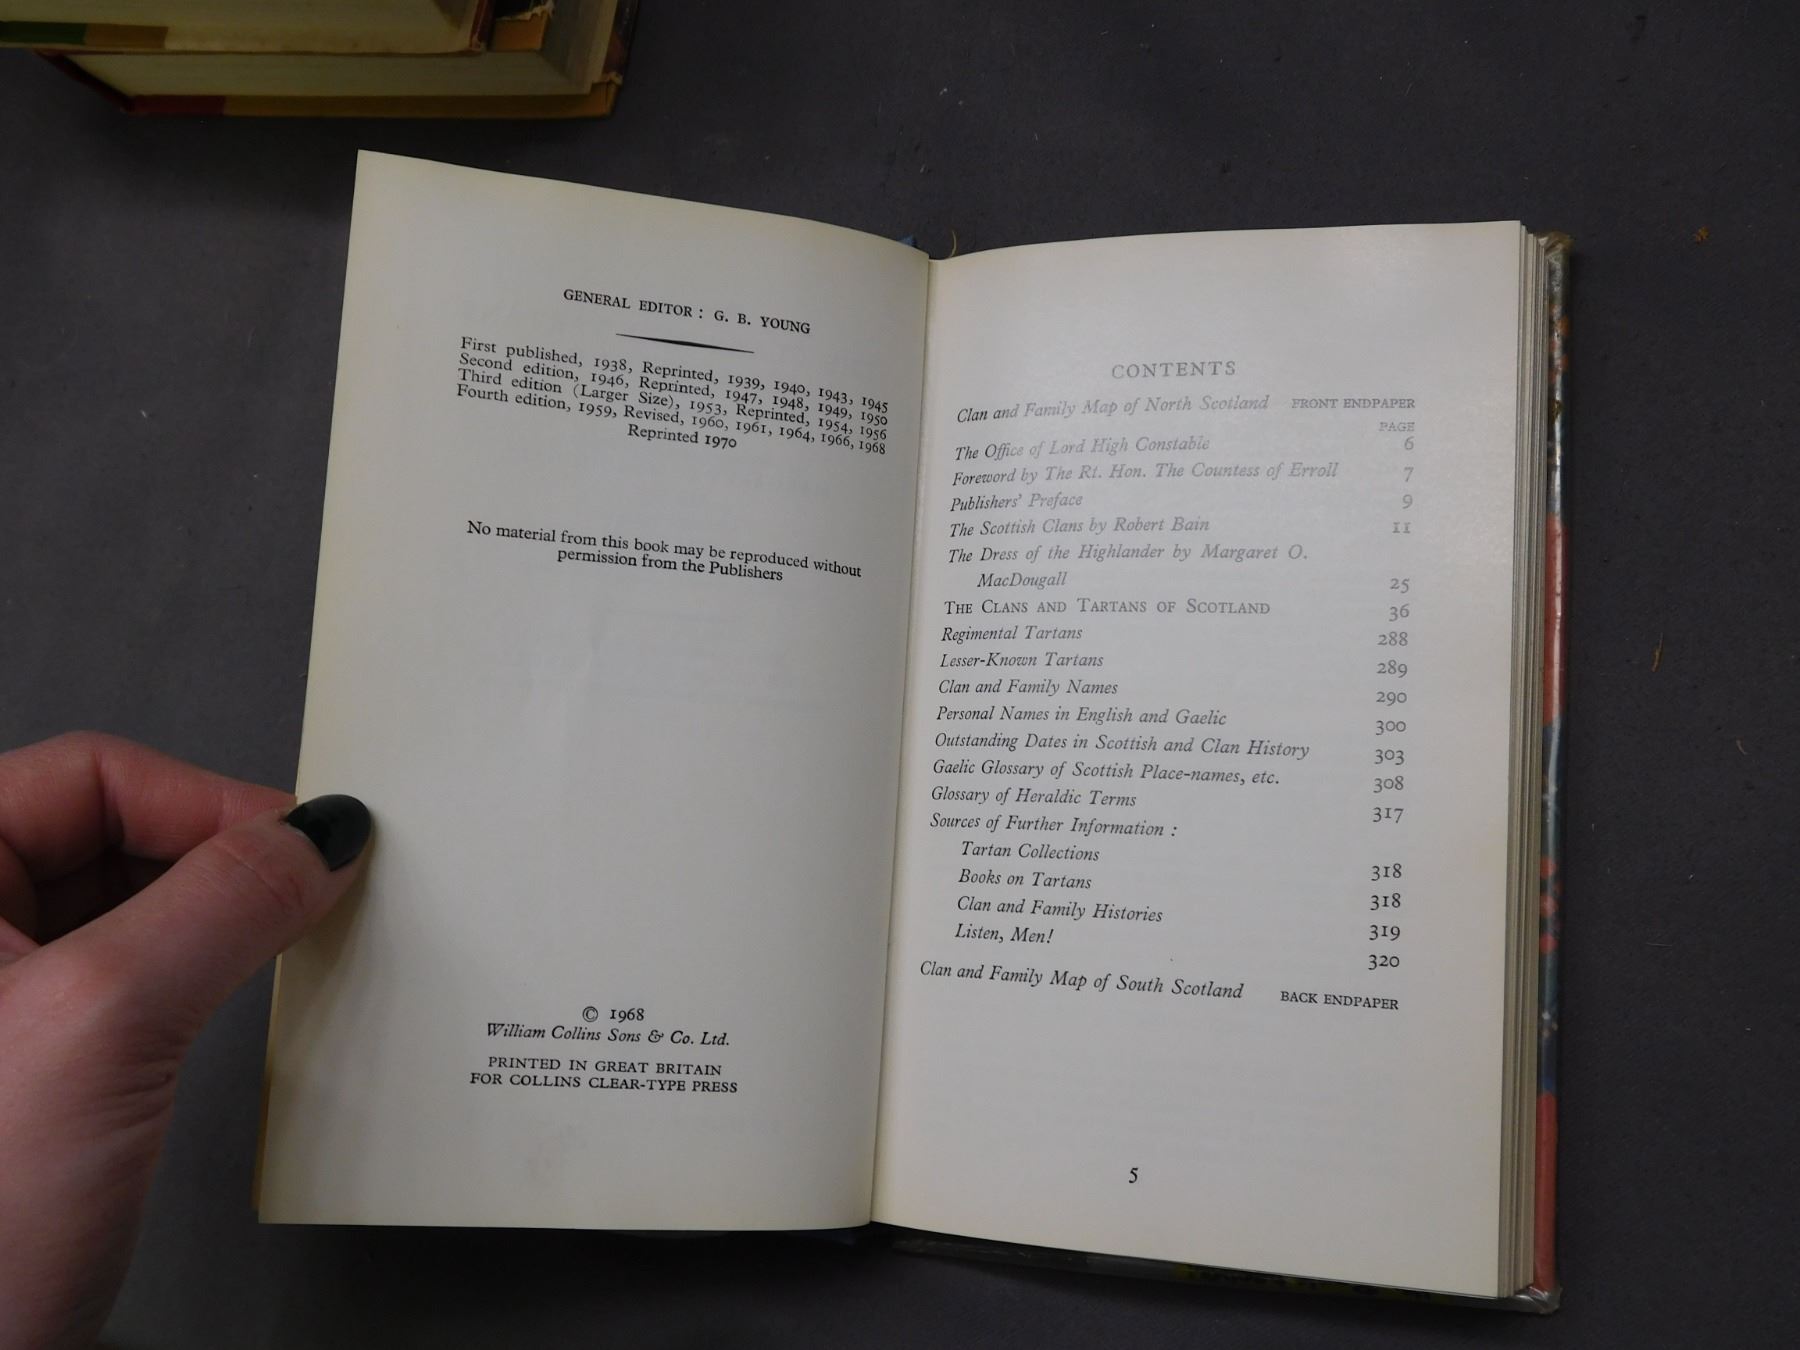 GENERAL EDITOR : G. B. YOUNG
First published, 1938, Reprinted, 1939, 1940, 1943, 1945
Second edition, 1946, Reprinted, 1947, 1948, 1949, 1950
Third edition (Larger Size), 1953, Reprinted, 1954, 1956
Fourth edition, 1959, Revised, 1960, 1961, 1964, 1966, 1968
Reprinted 1970
No material from this book may be reproduced without
permission from the Publishers
© 1968
William Collins Sons & Co. Ltd.
PRINTED IN GREAT BRITAIN
FOR COLLINS CLEAR-TYPE PRESS
CONTENTS
Clan and Family Map of North Scotland FRONT ENDPAPER
PAGE
The Office of Lord High Constable 6
Foreword by The Rt. Hon. The Countess of Erroll 7
Publishers' Preface 9
The Scottish Clans by Robert Bain 11
The Dress of the Highlander by Margaret O.
MacDougall 25
THE CLANS AND TARTANS OF SCOTLAND 36
Regimental Tartans 288
Lesser-Known Tartans 289
Clan and Family Names 290
Personal Names in English and Gaelic 300
Outstanding Dates in Scottish and Clan History 303
Gaelic Glossary of Scottish Place-names, etc. 308
Glossary of Heraldic Terms 317
Sources of Further Information :
Tartan Collections 318
Books on Tartans 318
Clan and Family Histories 319
Listen, Men! 320
Clan and Family Map of South Scotland BACK ENDPAPER
5